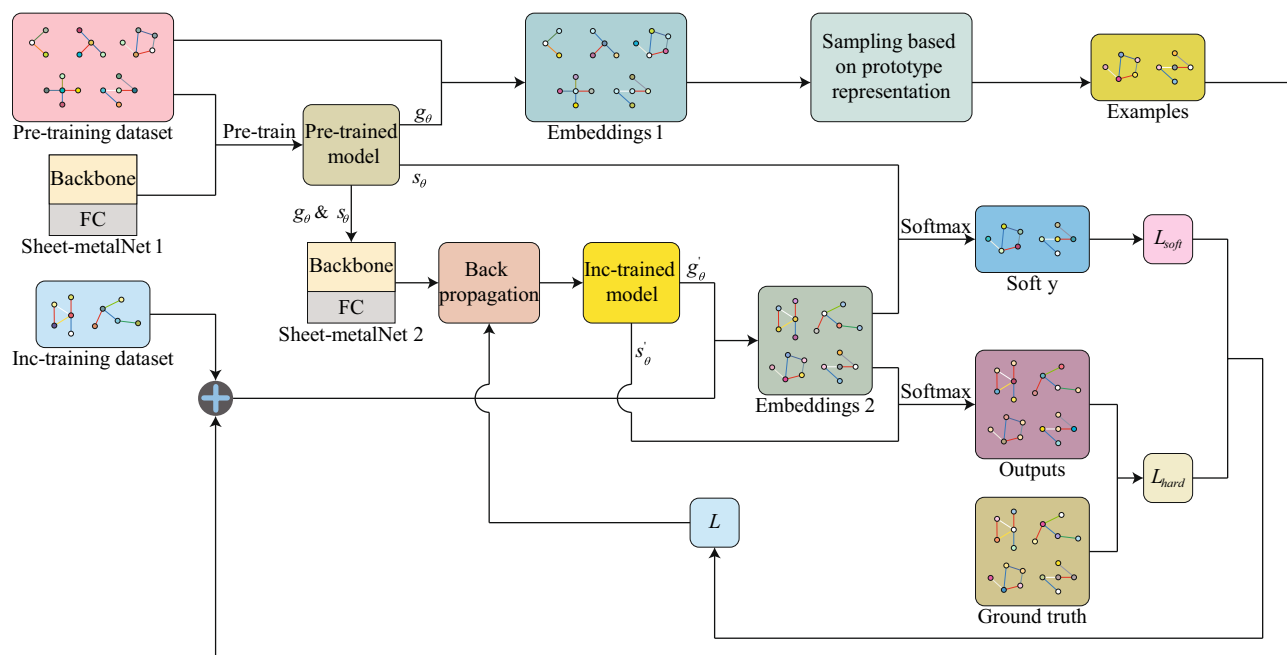 Pre-training dataset
Backbone
FC
Sheet-metalNet 1
Pre-train
Pre-trained
model
g_θ
s_θ
g_θ & s_θ
Embeddings 1
Sampling based
on prototype
representation
Examples
Inc-training dataset
Backbone
FC
Sheet-metalNet 2
Back
propagation
Inc-trained
model
g'_θ
s'_θ
Embeddings 2
Softmax
Soft y
L_soft
Softmax
Outputs
L_hard
Ground truth
L